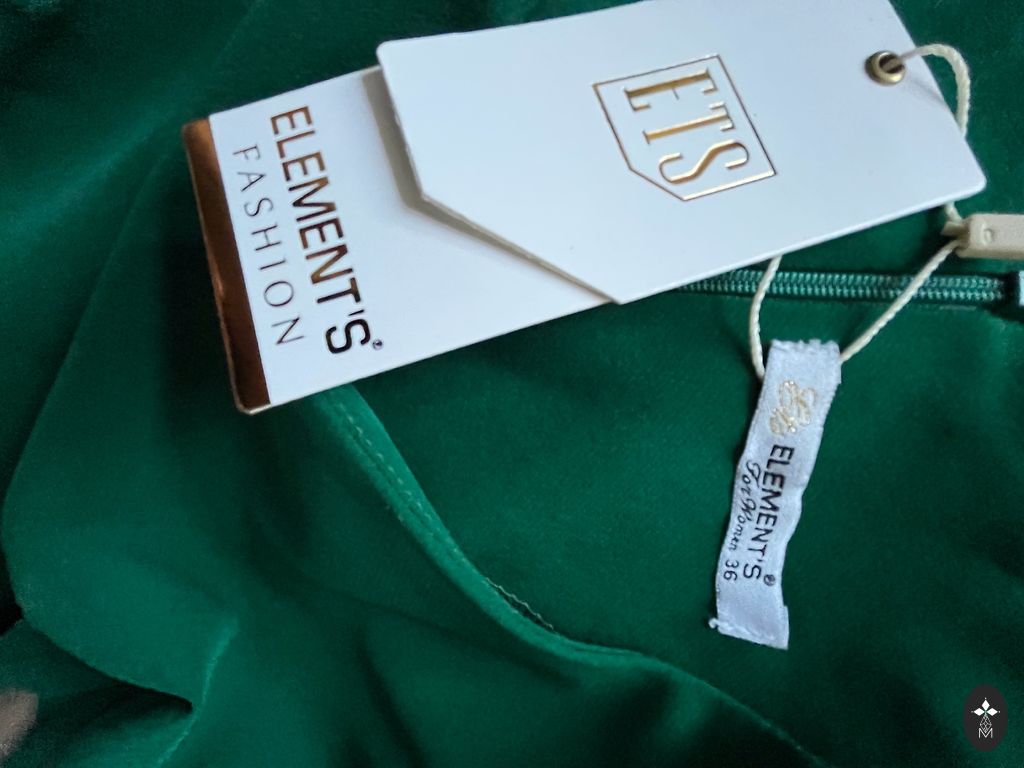 ETS
ELEMENT'S®
FASHION
ELEMENT'S®
For Women 36
M